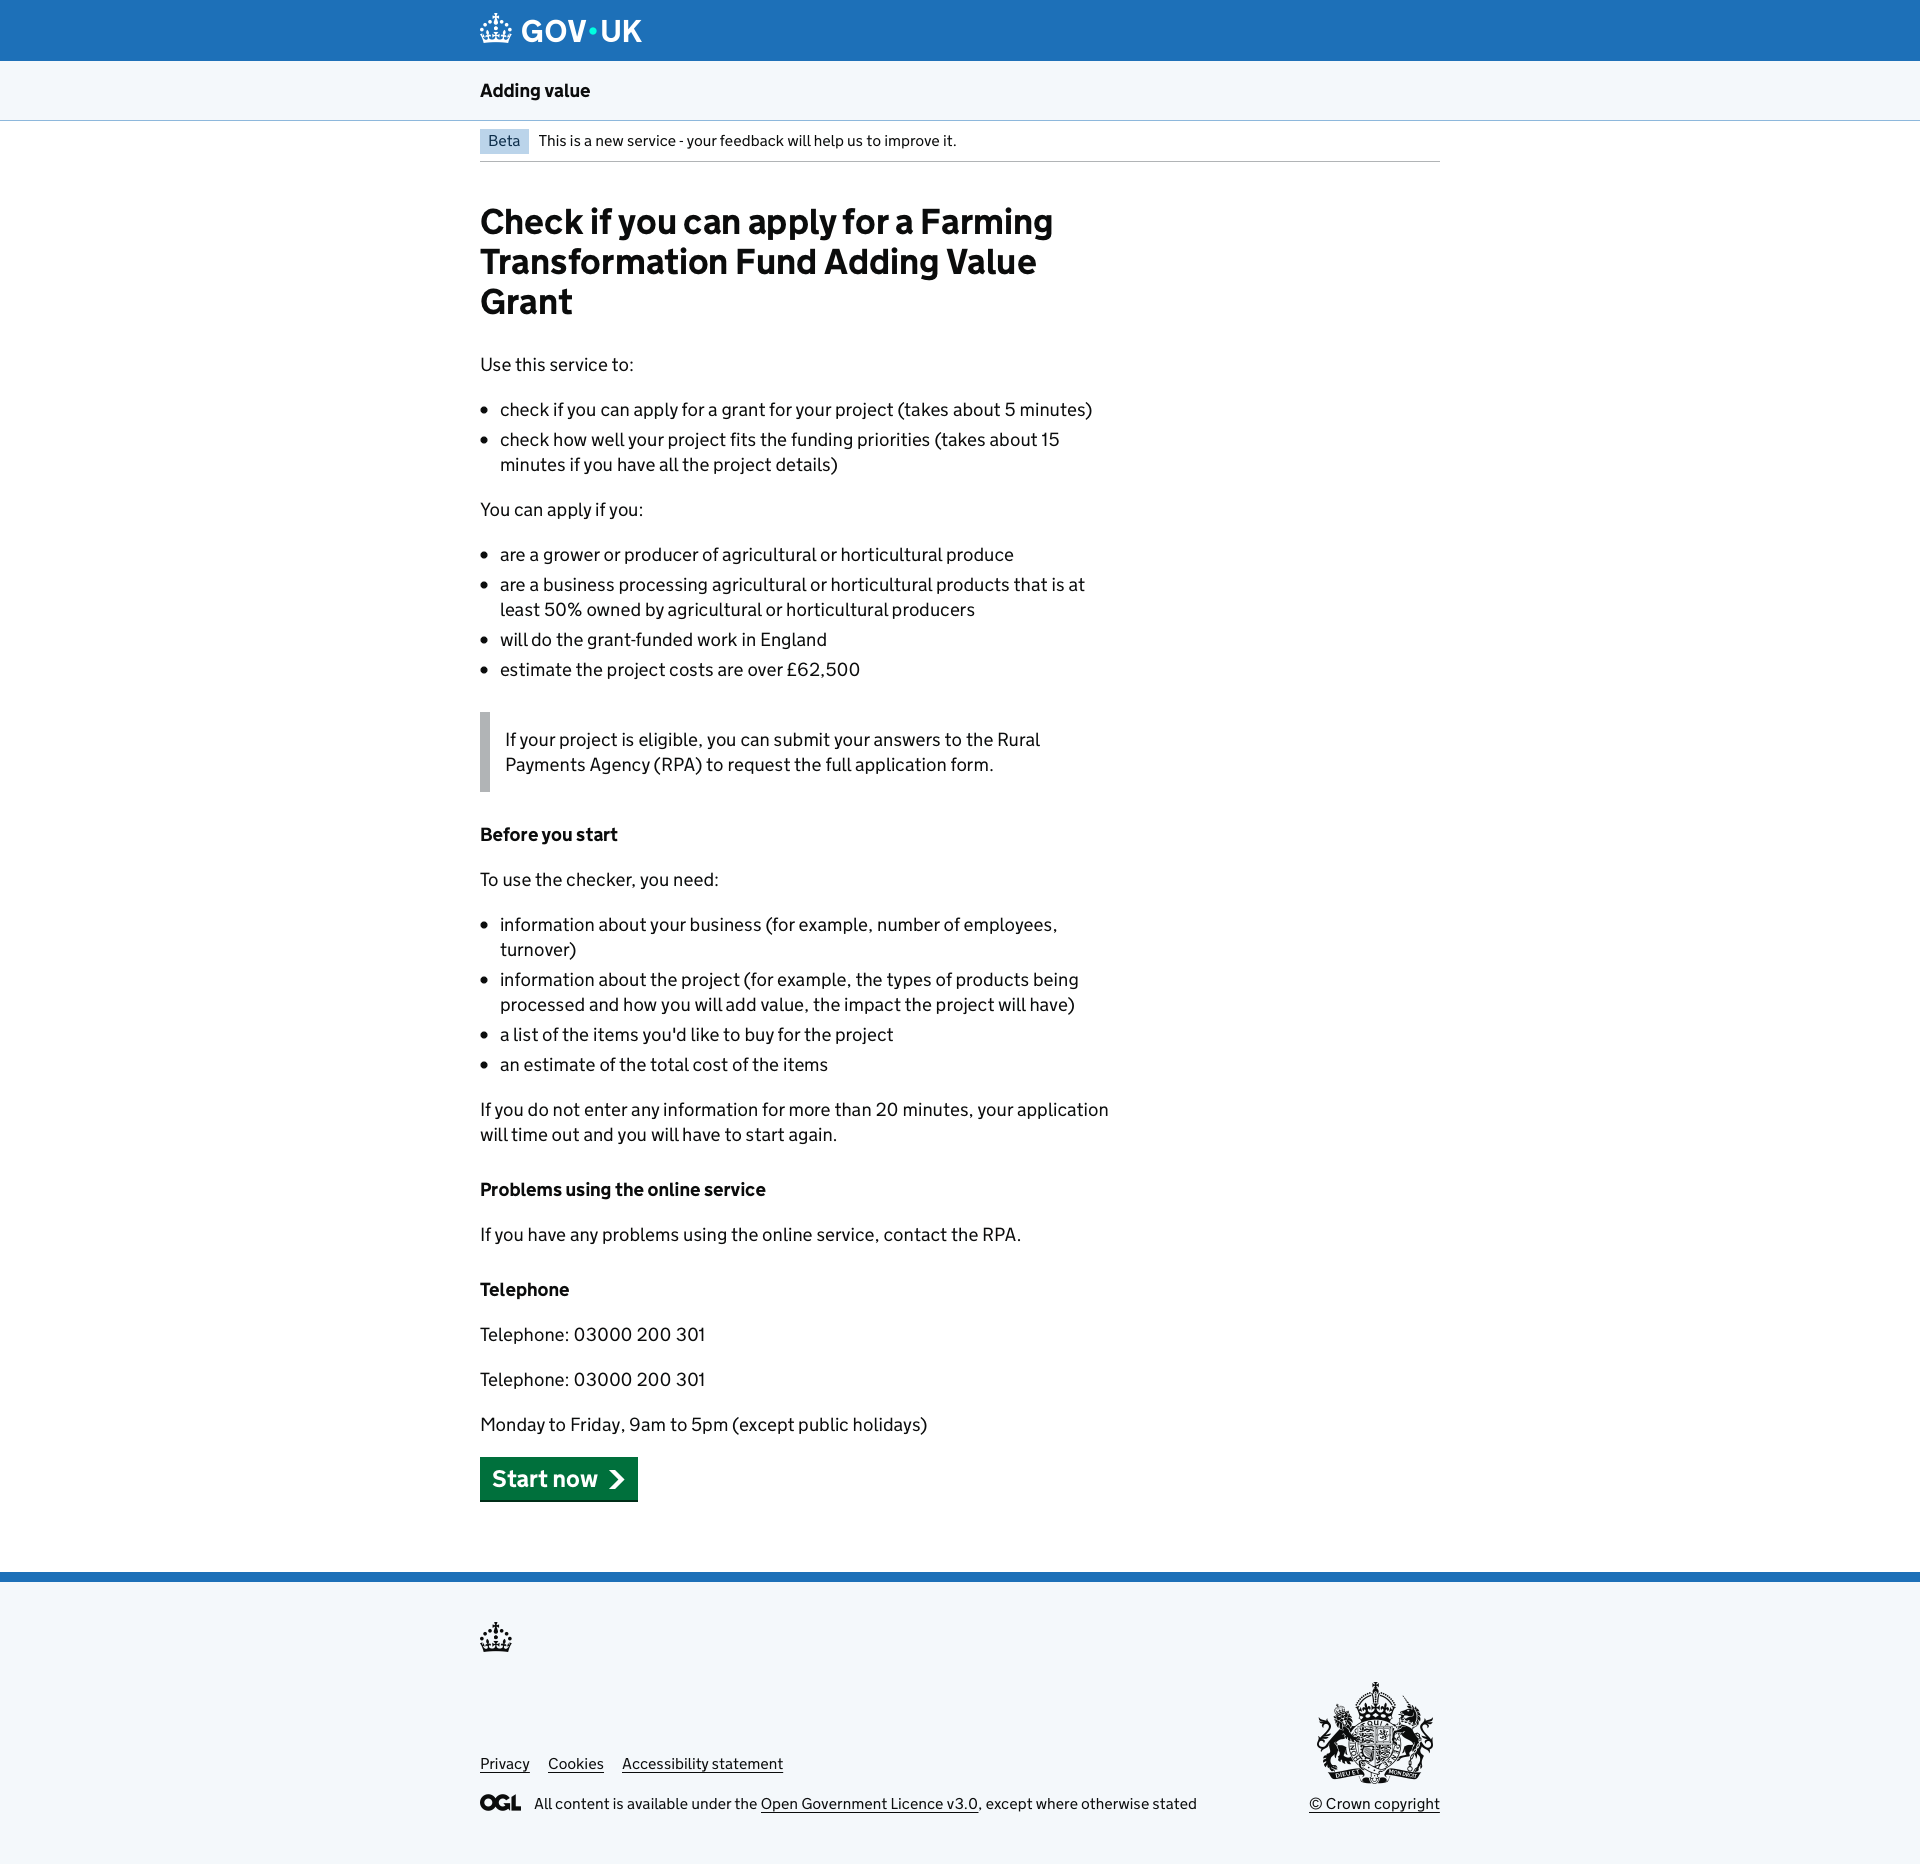 GOV•UK
Adding value
Beta This is a new service - your feedback will help us to improve it.
Check if you can apply for a Farming
Transformation Fund Adding Value
Grant
Use this service to:
• check if you can apply for a grant for your project (takes about 5 minutes)
• check how well your project fits the funding priorities (takes about 15
minutes if you have all the project details)
You can apply if you:
• are a grower or producer of agricultural or horticultural produce
• are a business processing agricultural or horticultural products that is at
least 50% owned by agricultural or horticultural producers
• will do the grant-funded work in England
• estimate the project costs are over £62,500
If your project is eligible, you can submit your answers to the Rural
Payments Agency (RPA) to request the full application form.
Before you start
To use the checker, you need:
• information about your business (for example, number of employees,
turnover)
• information about the project (for example, the types of products being
processed and how you will add value, the impact the project will have)
• a list of the items you'd like to buy for the project
• an estimate of the total cost of the items
If you do not enter any information for more than 20 minutes, your application
will time out and you will have to start again.
Problems using the online service
If you have any problems using the online service, contact the RPA.
Telephone
Telephone: 03000 200 301
Telephone: 03000 200 301
Monday to Friday, 9am to 5pm (except public holidays)
Start now
Privacy Cookies Accessibility statement
OGL All content is available under the Open Government Licence v3.0, except where otherwise stated
© Crown copyright